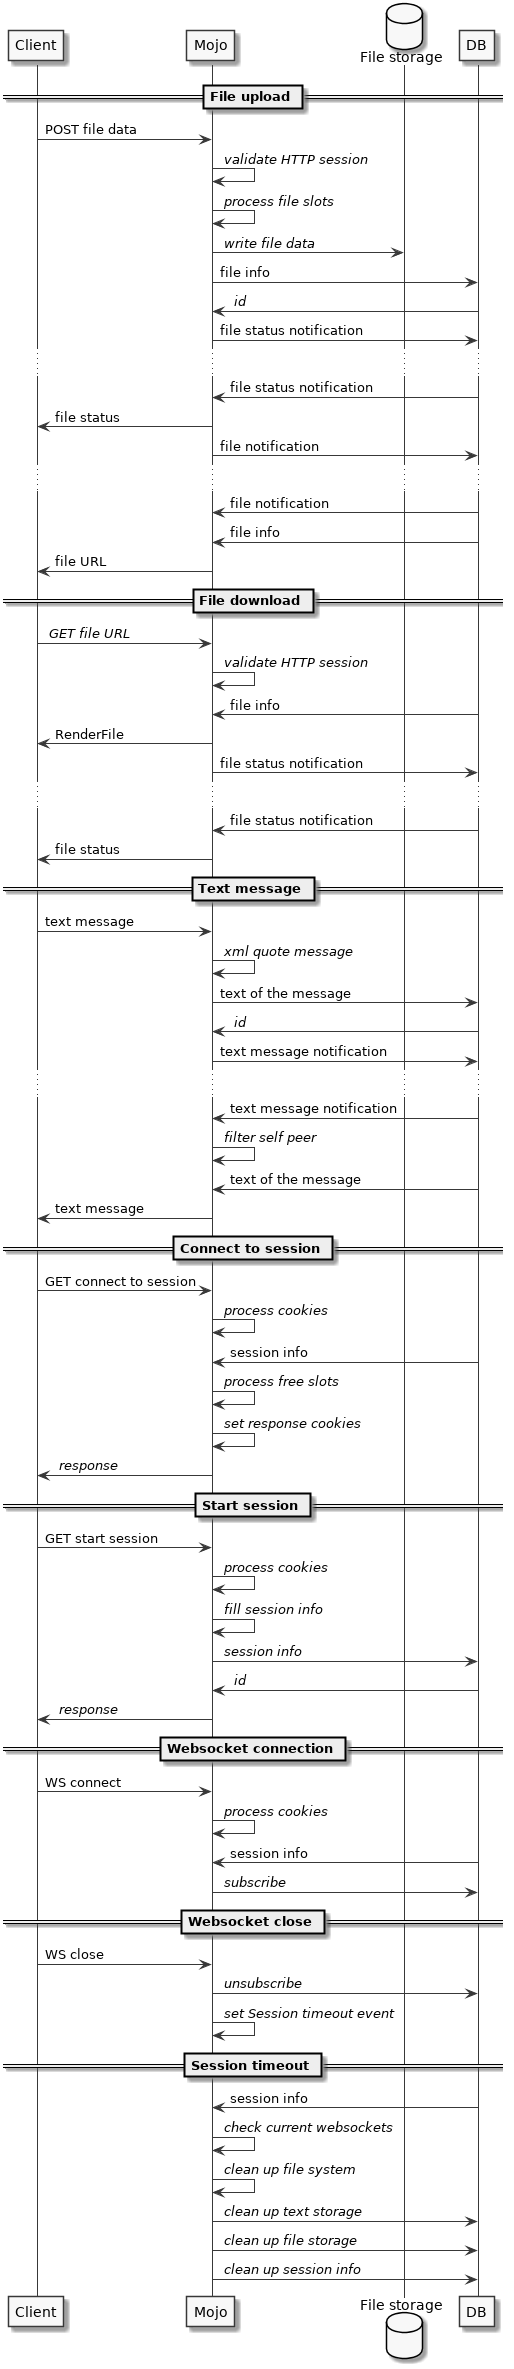 Client
Mojo
File storage
DB
File upload
POST file data
validate HTTP session
process file slots
write file data
file info
id
file status notification
file status notification
file status
file notification
file notification
file info
file URL
File download
GET file URL
validate HTTP session
file info
RenderFile
file status notification
file status notification
file status
Text message
text message
xml quote message
text of the message
id
text message notification
text message notification
filter self peer
text of the message
text message
Connect to session
GET connect to session
process cookies
session info
process free slots
set response cookies
response
Start session
GET start session
process cookies
fill session info
session info
id
response
Websocket connection
WS connect
process cookies
session info
subscribe
Websocket close
WS close
unsubscribe
set Session timeout event
Session timeout
session info
check current websockets
clean up file system
clean up text storage
clean up file storage
clean up session info
Client
Mojo
File storage
DB